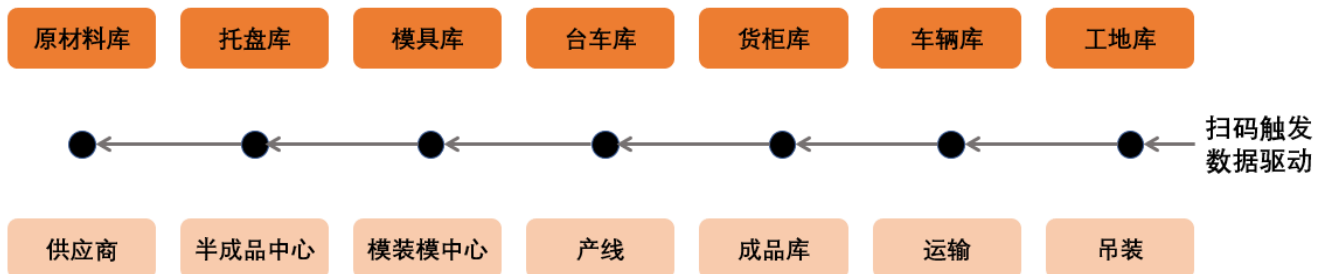 原材料库
托盘库
模具库
台车库
货柜库
车辆库
工地库
扫码触发
数据驱动
供应商
半成品中心
模装模中心
产线
成品库
运输
吊装